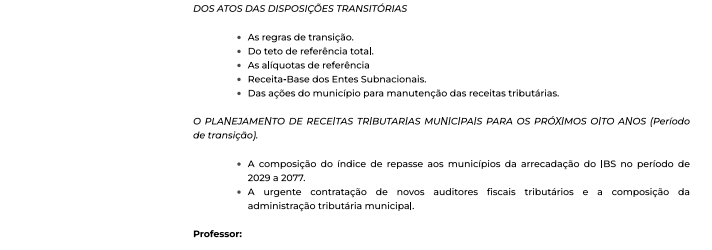 DOS ATOS DAS DISPOSIÇÕES TRANSITÓRIAS
• As regras de transição.
• Do teto de referência total.
• As alíquotas de referência
• Receita-Base dos Entes Subnacionais.
• Das ações do município para manutenção das receitas tributárias.
O PLANEJAMENTO DE RECEITAS TRIBUTARIAS MUNICIPAIS PARA OS PRÓXIMOS OITO ANOS (Período
de transição).
• A composição do índice de repasse aos municípios da arrecadação do IBS no período de
2029 a 2077.
• A urgente contratação de novos auditores fiscais tributários e a composição da
administração tributária municipal.
Professor: